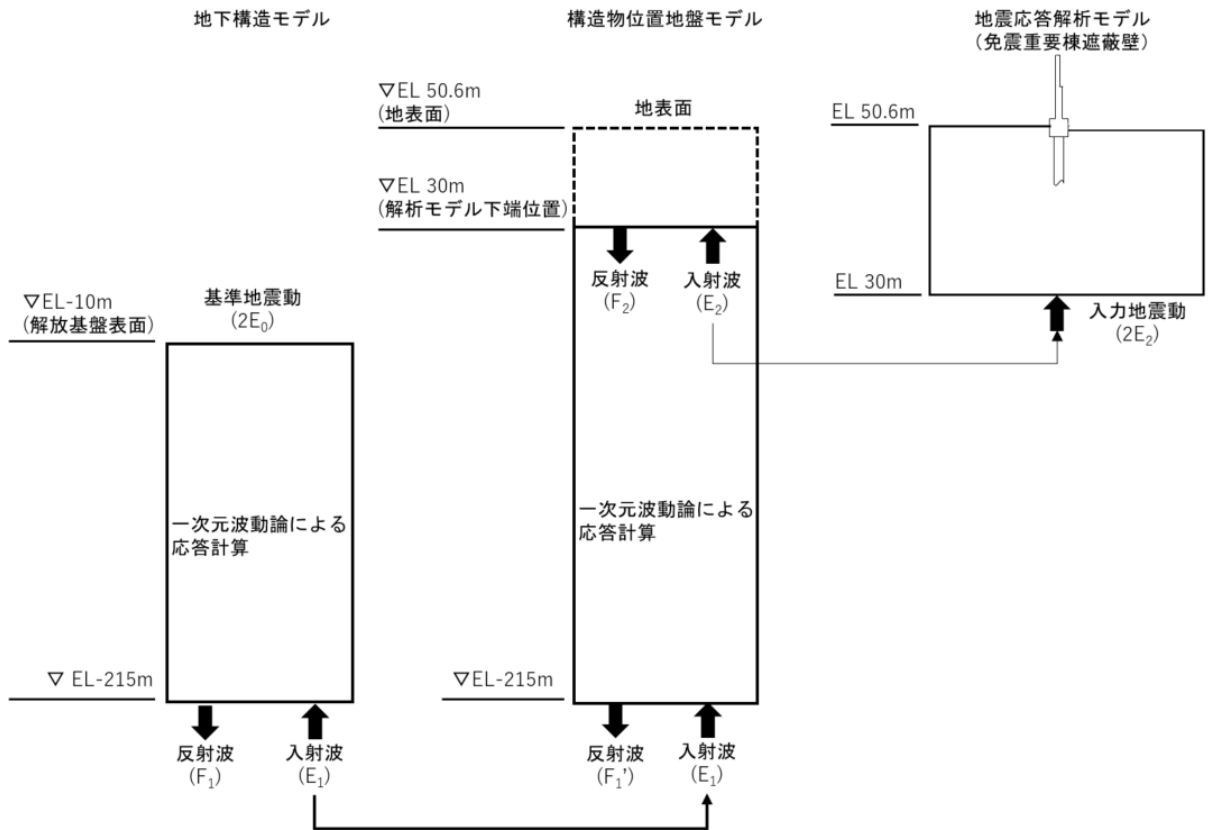 地下構造モデル
▽EL-10m
(解放基盤表面)
基準地震動
(2E₀)
一次元波動論による
応答計算
▽ EL-215m
反射波
(F₁)
入射波
(E₁)
構造物位置地盤モデル
▽EL 50.6m
(地表面)
地表面
▽EL 30m
(解析モデル下端位置)
反射波
(F₂)
入射波
(E₂)
一次元波動論による
応答計算
▽EL-215m
反射波
(F₁')
入射波
(E₁)
地震応答解析モデル
(免震重要棟遮蔽壁)
EL 50.6m
EL 30m
入力地震動
(2E₂)